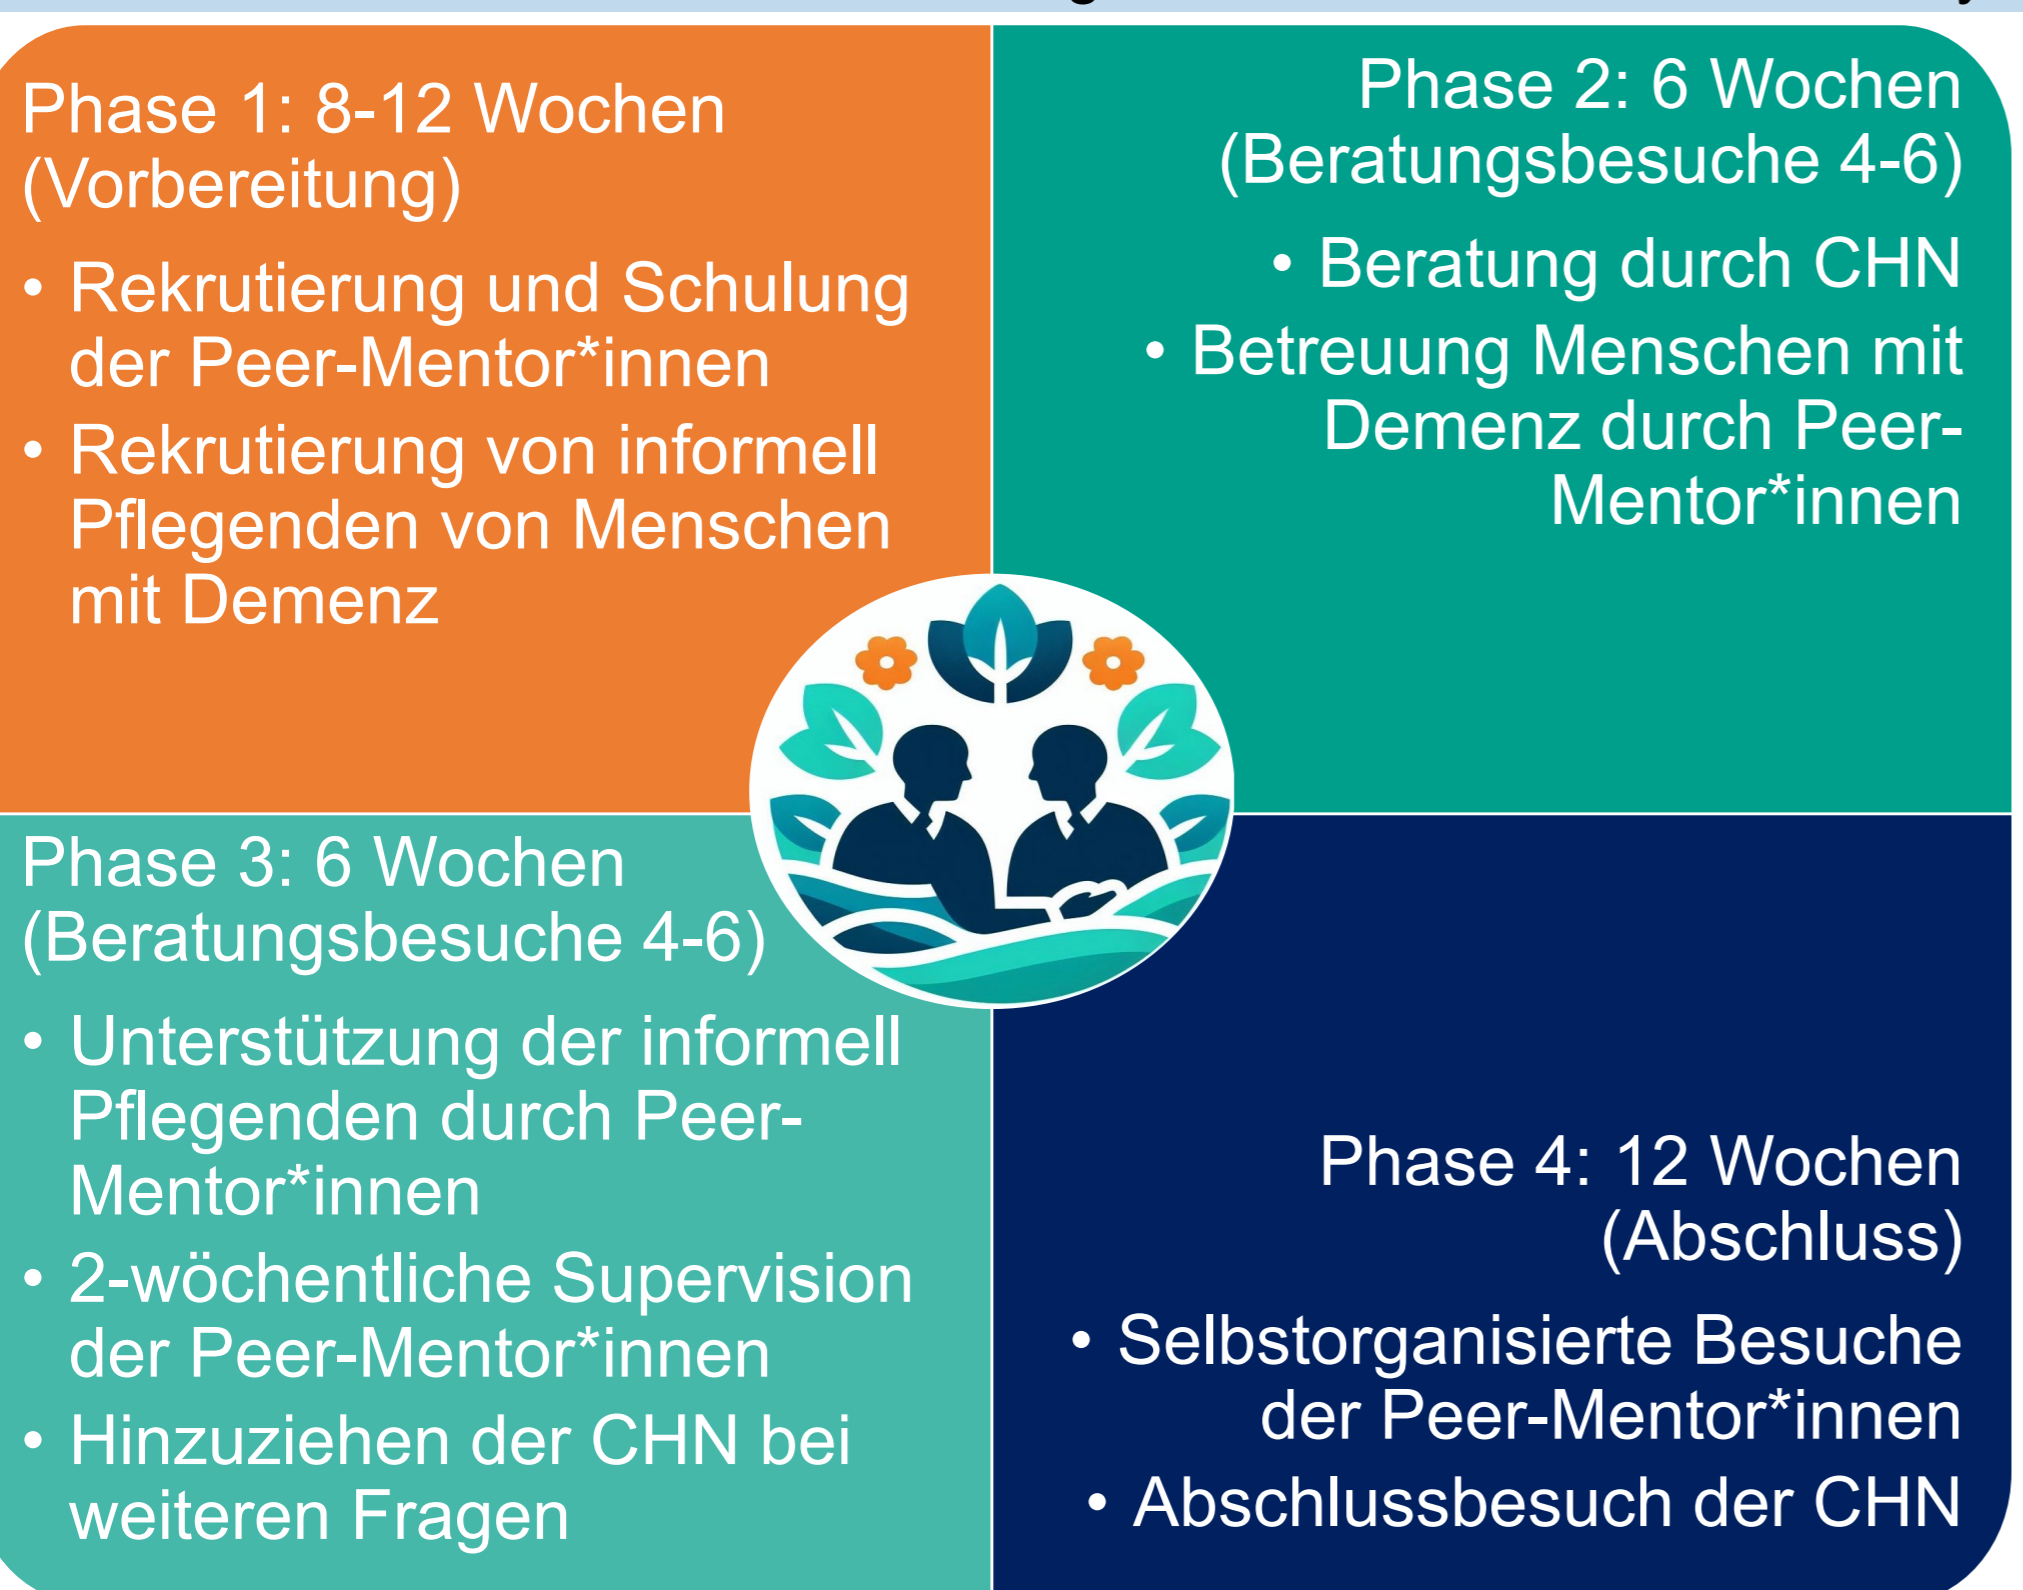 Phase 1: 8-12 Wochen
(Vorbereitung)
• Rekrutierung und Schulung
der Peer-Mentor*innen
• Rekrutierung von informell
Pflegenden von Menschen
mit Demenz
Phase 2: 6 Wochen
(Beratungsbesuche 4-6)
• Beratung durch CHN
• Betreuung Menschen mit
Demenz durch Peer-
Mentor*innen
Phase 3: 6 Wochen
(Beratungsbesuche 4-6)
• Unterstützung der informell
Pflegenden durch Peer-
Mentor*innen
• 2-wöchentliche Supervision
der Peer-Mentor*innen
• Hinzuziehen der CHN bei
weiteren Fragen
Phase 4: 12 Wochen
(Abschluss)
• Selbstorganisierte Besuche
der Peer-Mentor*innen
• Abschlussbesuch der CHN